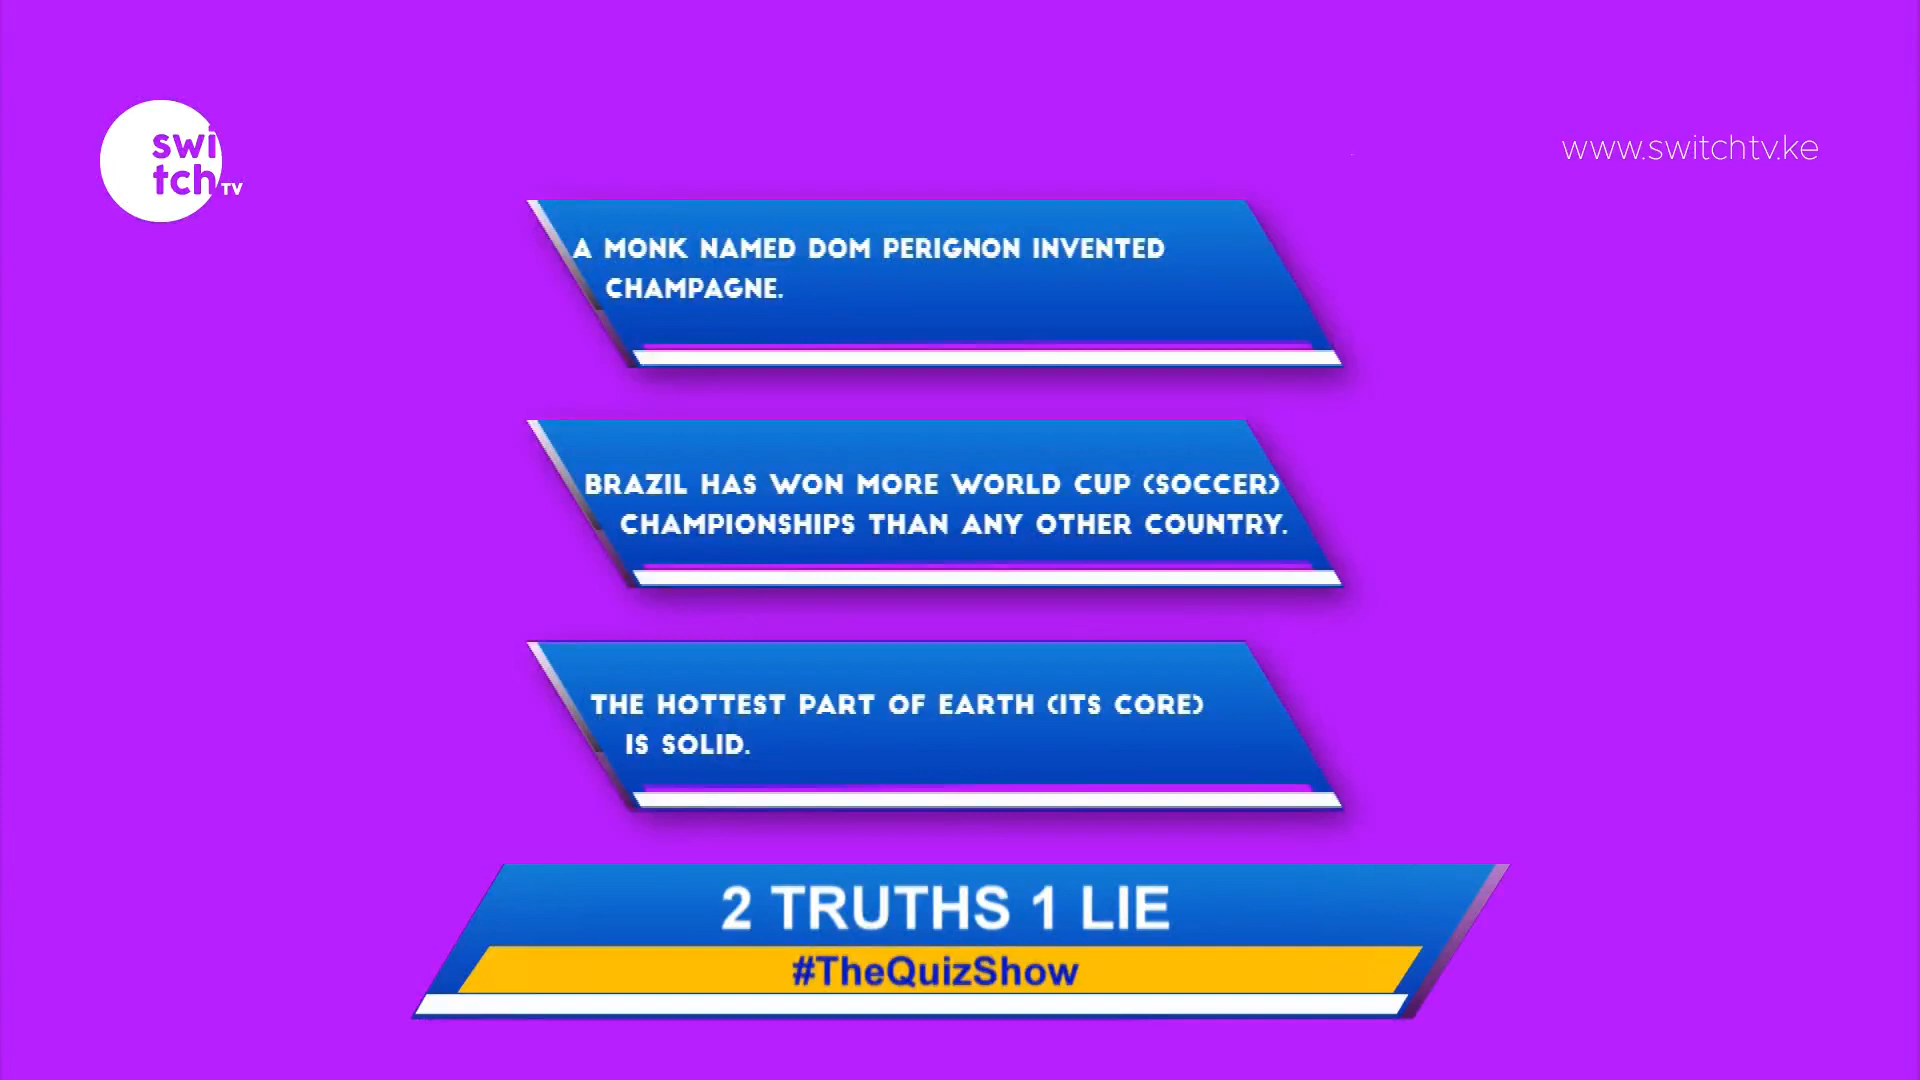 swi
tch TV
www.switchtv.ke
A MONK NAMED DOM PERIGNON INVENTED
CHAMPAGNE.
BRAZIL HAS WON MORE WORLD CUP (SOCCER)
CHAMPIONSHIPS THAN ANY OTHER COUNTRY.
THE HOTTEST PART OF EARTH (ITS CORE)
IS SOLID.
2 TRUTHS 1 LIE
#TheQuizShow